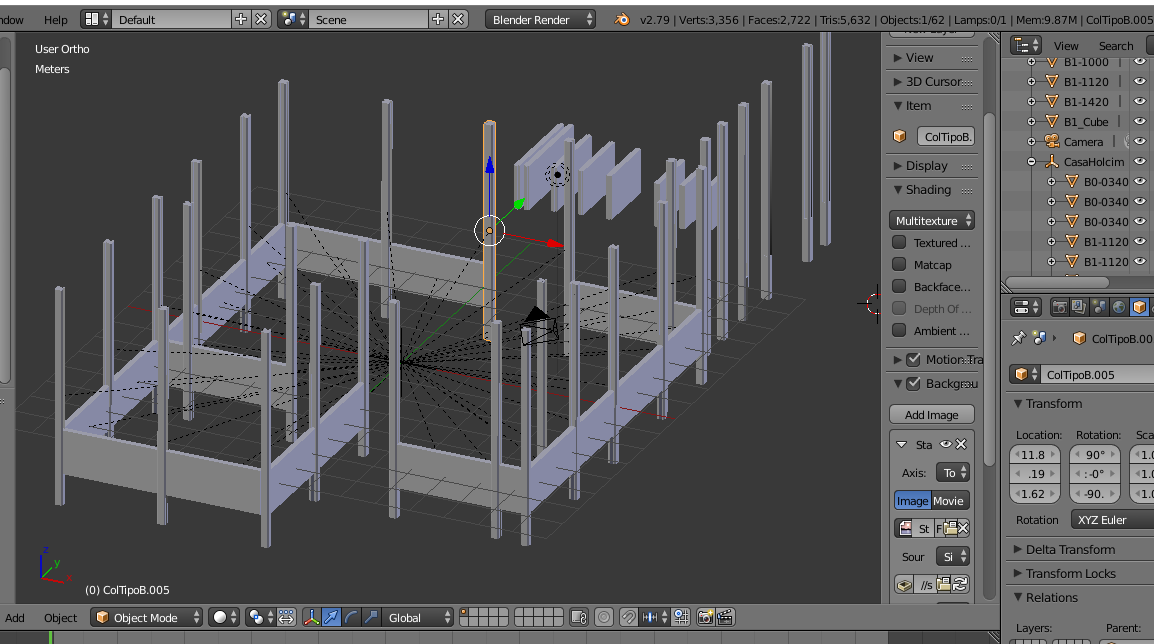 ndow Help Default Scene Blender Render v2.79 | Verts:3,356 | Faces:2,722 | Tris:5,632 | Objects:1/62 | Lamps:0/1 | Mem:9.87M | ColTipoB.005
User Ortho
Meters
View
3D Cursor
Item
ColTipoB.
Display
Shading
Multitexture
Textured ...
Matcap
Backface...
Depth Of ...
Ambient ...
Motion Tra
Backgrou
Add Image
Sta
Axis: To
Image Movie
St F
Sour Si
//s
View Search
B1-1000
B1-1120
B1-1420
B1_Cube
Camera
CasaHolcim
B0-0340
B0-0340
B0-0340
B1-1120
B1-1120
ColTipoB.00
ColTipoB.005
Transform
Location: Rotation: Sca
11.8 90° 1.0
.19 :-0° 1.0
1.62 -90. 1.0
Rotation XYZ Euler
Delta Transform
Transform Locks
Relations
Layers: Parent:
z
y
x
(0) ColTipoB.005
Add Object Object Mode Global